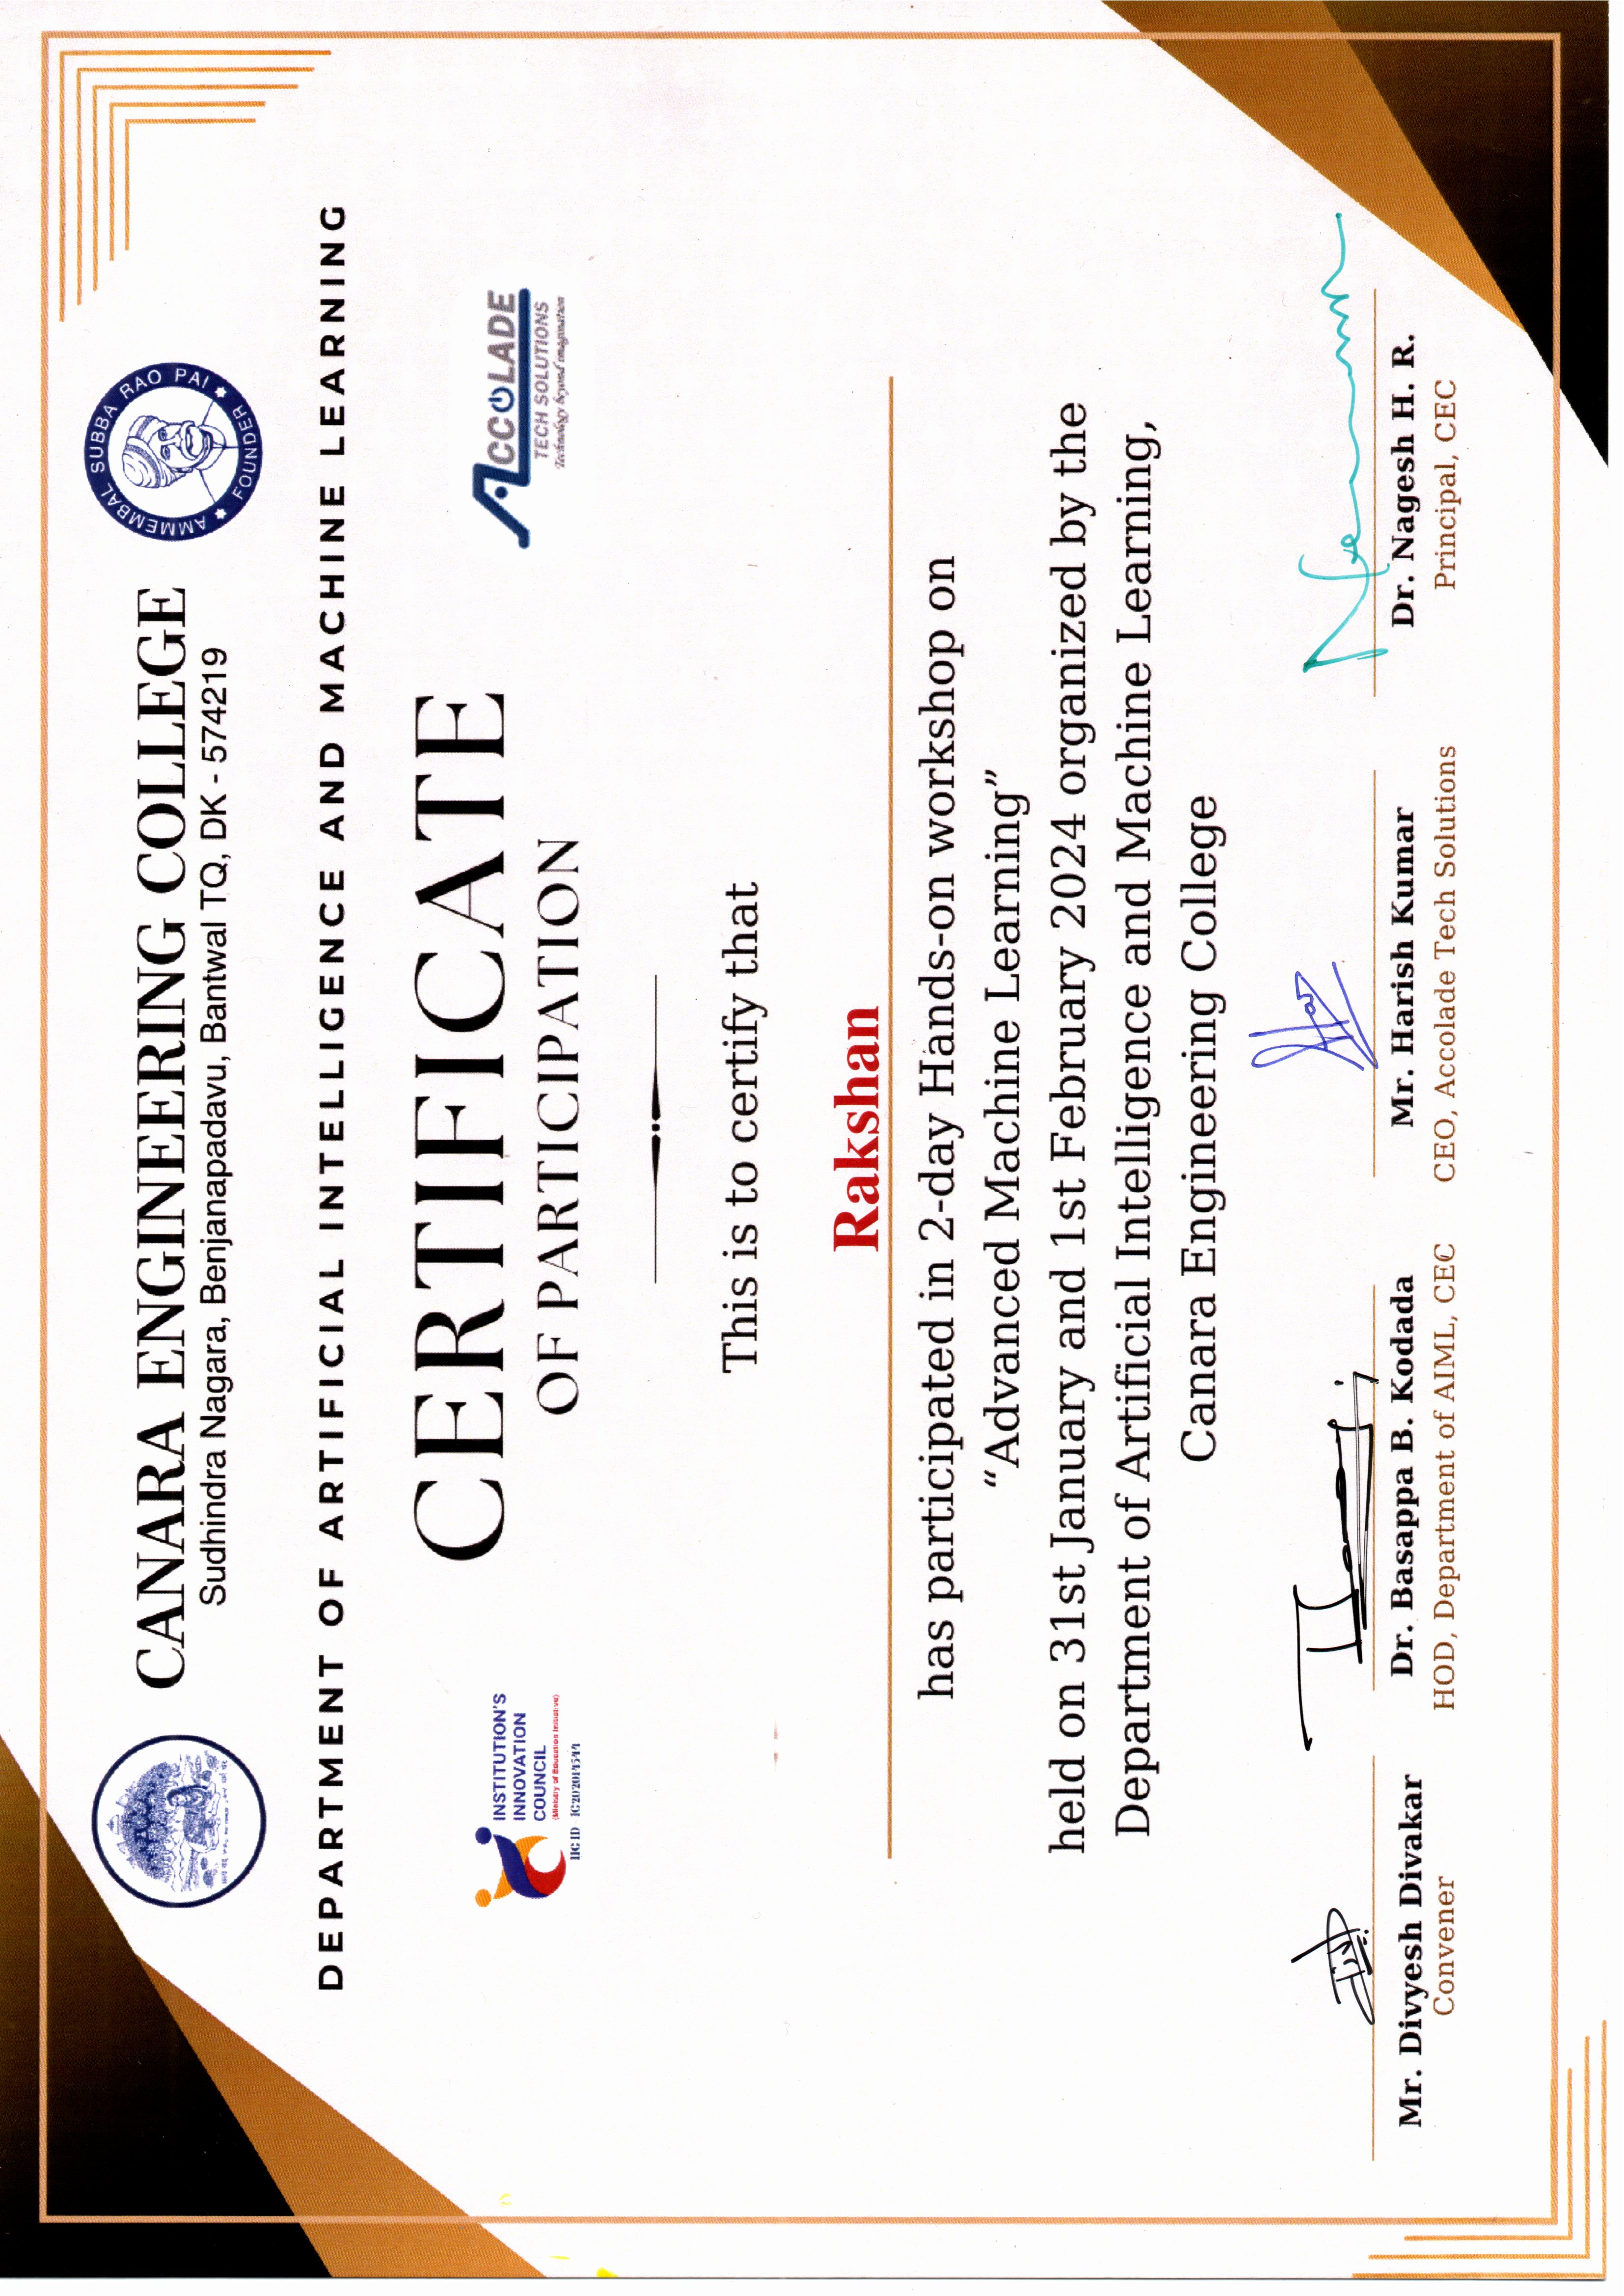 CANARA ENGINEERING COLLEGE
Sudhindra Nagara, Benjanapadavu, Bantwal TQ, DK - 574219
AMMEMBAL SUBBA RAO PAI
FOUNDER
DEPARTMENT OF ARTIFICIAL INTELLIGENCE AND MACHINE LEARNING
INSTITUTION'S
INNOVATION
COUNCIL
(Ministry of Education Initiative)
IIC ID
CERTIFICATE
OF PARTICIPATION
ACCOLADE
TECH SOLUTIONS
Technology beyond imagination
This is to certify that
Rakshan
has participated in 2-day Hands-on workshop on
“Advanced Machine Learning”
held on 31st January and 1st February 2024 organized by the
Department of Artificial Intelligence and Machine Learning,
Canara Engineering College
Mr. Divyesh Divakar
Convener
Dr. Basappa B. Kodada
HOD, Department of AIML, CEC
Mr. Harish Kumar
CEO, Accolade Tech Solutions
Dr. Nagesh H. R.
Principal, CEC